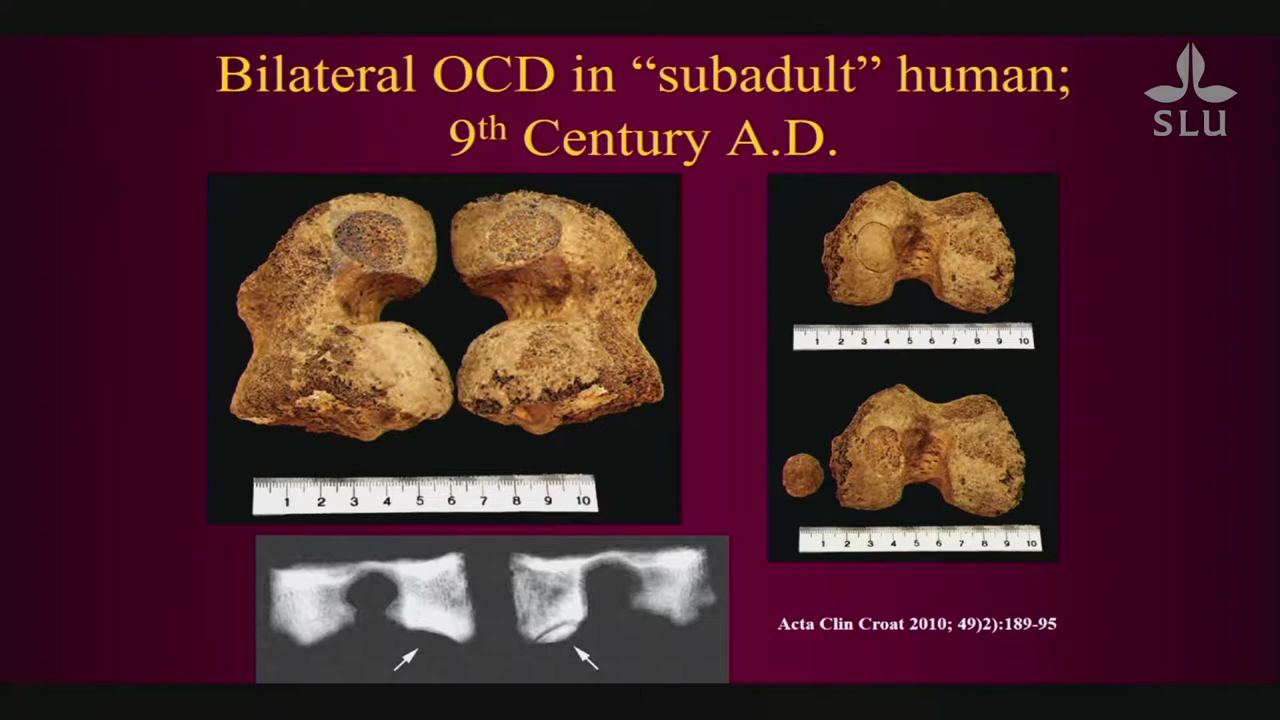 Bilateral OCD in “subadult” human;
9th Century A.D.
SLU
1 2 3 4 5 6 7 8 9 10
1 2 3 4 5 6 7 8 9 10
1 2 3 4 5 6 7 8 9 10
Acta Clin Croat 2010; 49)2):189-95